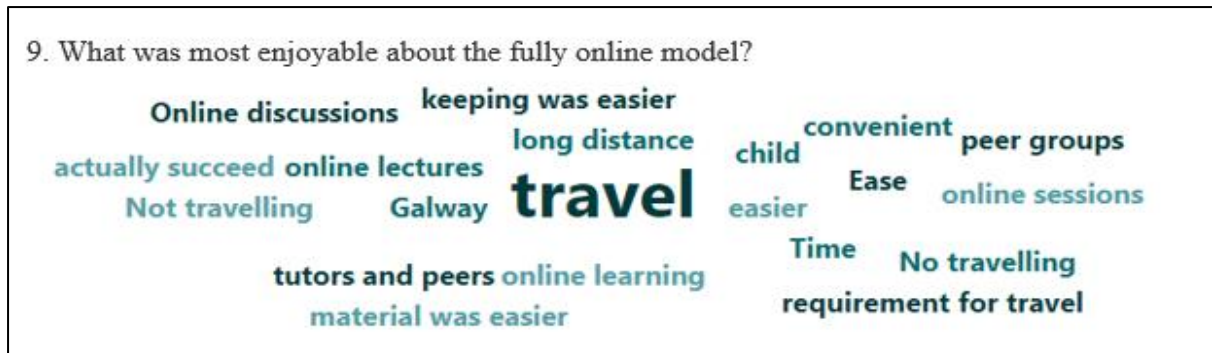 9. What was most enjoyable about the fully online model?
Online discussions
keeping was easier
long distance
convenient
peer groups
child
actually succeed
online lectures
Ease
online sessions
Not travelling
Galway
travel
easier
Time
No travelling
tutors and peers
online learning
requirement for travel
material was easier